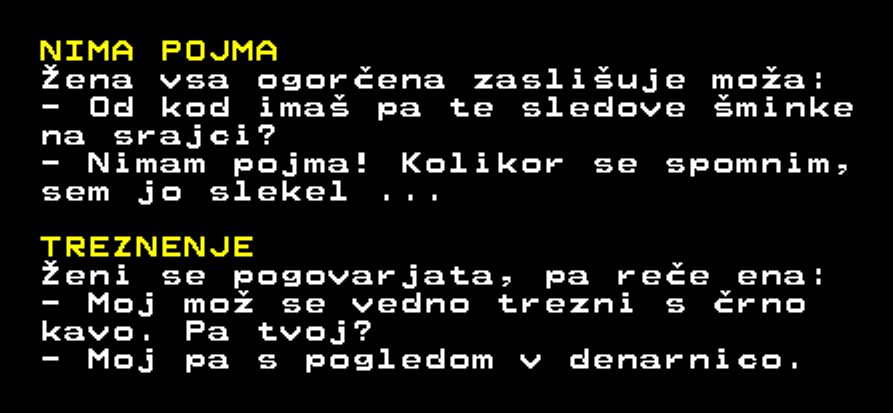 NIMA POJMA
Žena vsa ogorčena zaslišuje moža:
- Od kod imaš pa te sledove šminke
na srajci?
- Nimam pojma! Kolikor se spomnim,
sem jo slekel ...
TREZNENJE
Ženi se pogovarjata, pa reče ena:
- Moj mož se vedno trezni s črno
kavo. Pa tvoj?
- Moj pa s pogledom v denarnico.